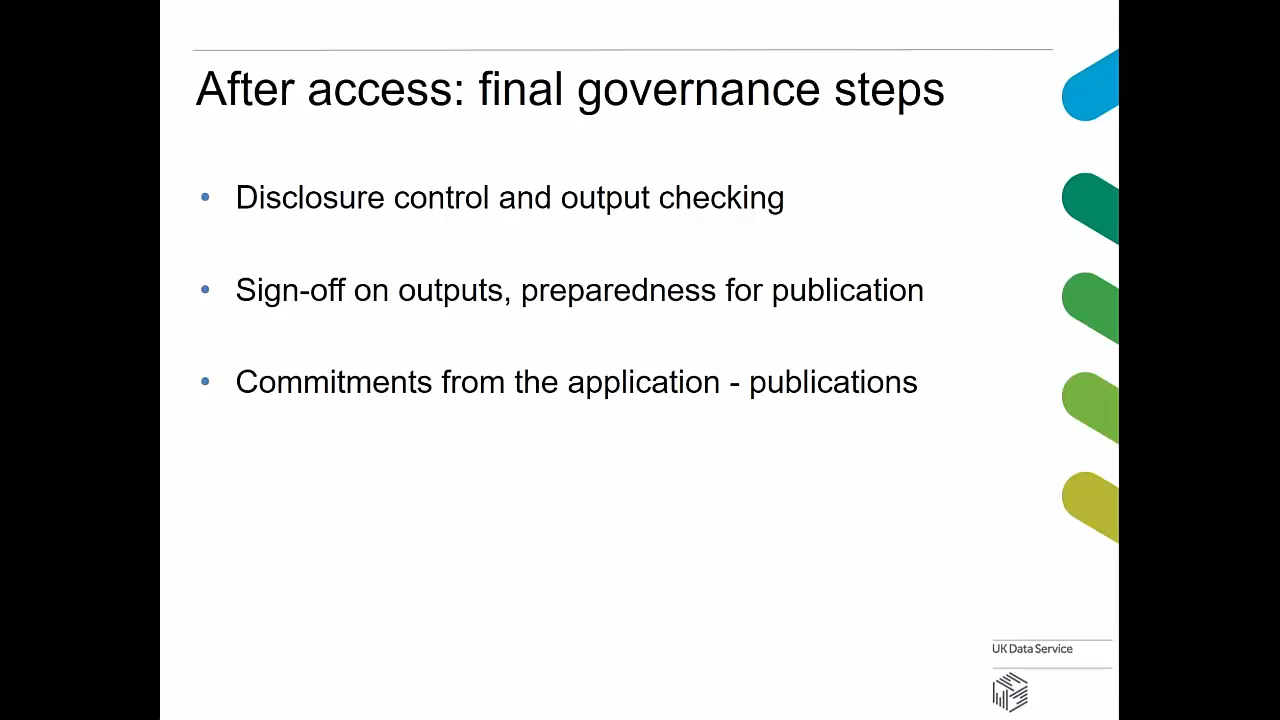 After access: final governance steps
• Disclosure control and output checking
• Sign-off on outputs, preparedness for publication
• Commitments from the application - publications
UK Data Service